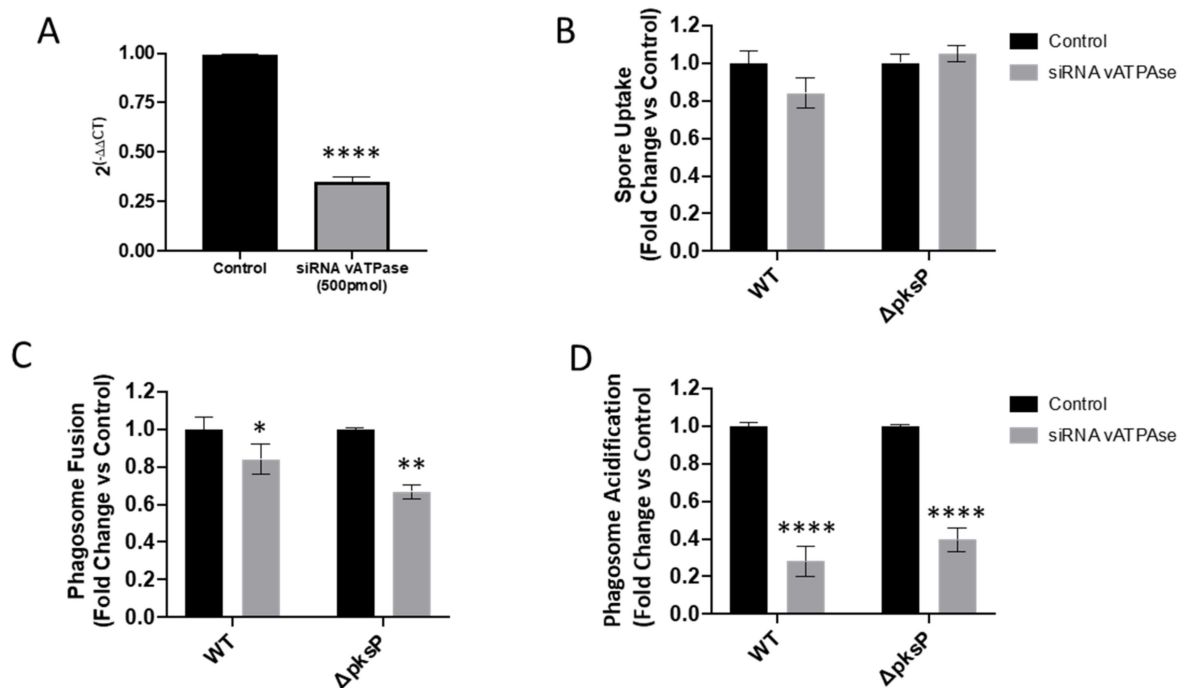 A
2(-ΔΔCT)
1.00
0.75
0.50
0.25
0.00
****
Control
siRNA vATPase
(500pmol)
B
Spore Uptake
(Fold Change vs Control)
1.2
1.0
0.8
0.6
0.4
0.2
0.0
WT
ΔpksP
Control
siRNA vATPAse
C
Phagosome Fusion
(Fold Change vs Control)
1.2
1.0
0.8
0.6
0.4
0.2
0.0
*
**
WT
ΔpksP
D
Phagosome Acidification
(Fold Change vs Control
1.2
1.0
0.8
0.6
0.4
0.2
0.0
****
****
WT
ΔpksP
Control
siRNA vATPAse